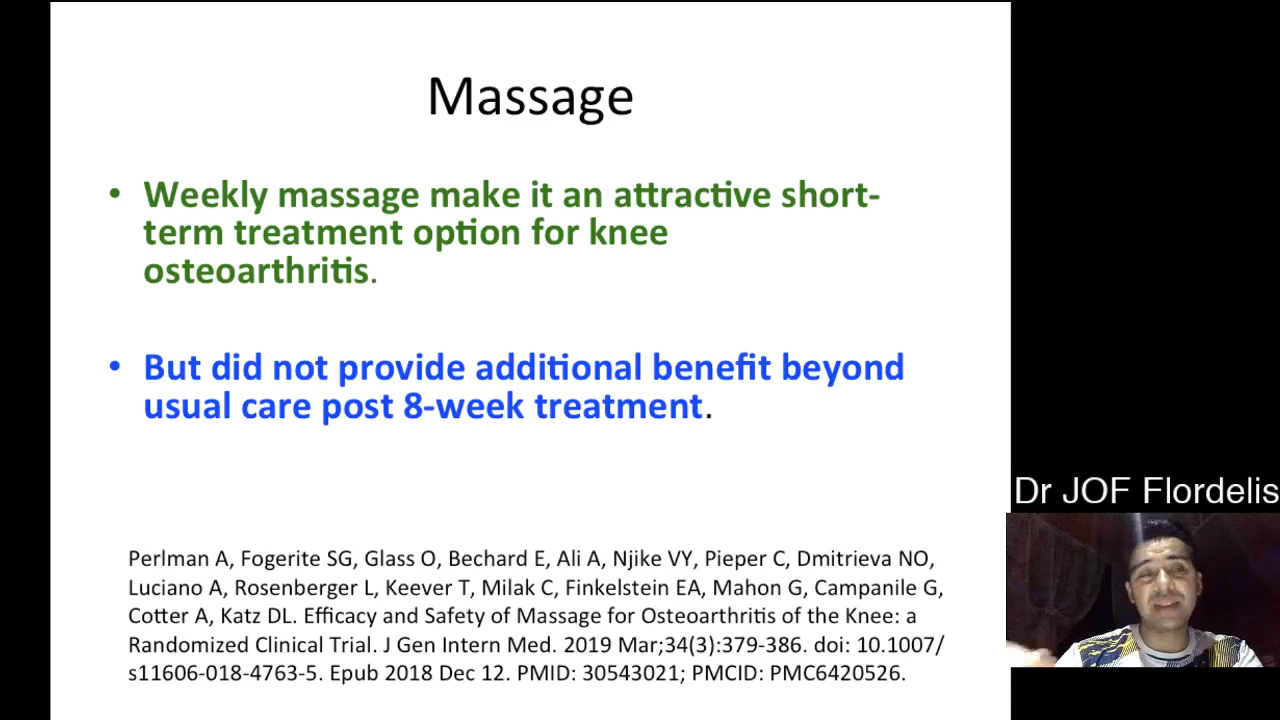 Massage
• Weekly massage make it an attractive short-
term treatment option for knee
osteoarthritis.
• But did not provide additional benefit beyond
usual care post 8-week treatment.
Perlman A, Fogerite SG, Glass O, Bechard E, Ali A, Njike VY, Pieper C, Dmitrieva NO,
Luciano A, Rosenberger L, Keever T, Milak C, Finkelstein EA, Mahon G, Campanile G,
Cotter A, Katz DL. Efficacy and Safety of Massage for Osteoarthritis of the Knee: a
Randomized Clinical Trial. J Gen Intern Med. 2019 Mar;34(3):379-386. doi: 10.1007/
s11606-018-4763-5. Epub 2018 Dec 12. PMID: 30543021; PMCID: PMC6420526.
Dr JOF Flordelis